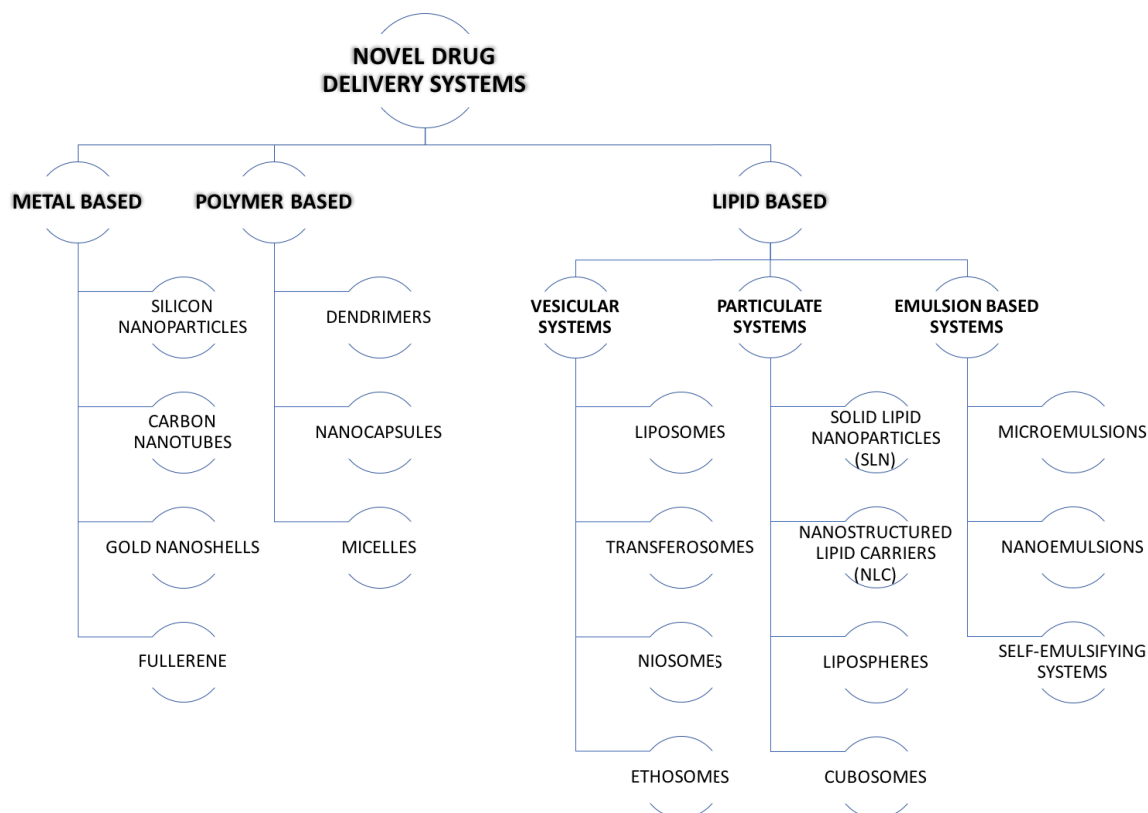 NOVEL DRUG
DELIVERY SYSTEMS
METAL BASED
POLYMER BASED
LIPID BASED
SILICON
NANOPARTICLES
CARBON
NANOTUBES
GOLD NANOSHELLS
FULLERENE
DENDRIMERS
NANOCAPSULES
MICELLES
VESICULAR
SYSTEMS
LIPOSOMES
TRANSFEROSOMES
NIOSOMES
ETHOSOMES
PARTICULATE
SYSTEMS
SOLID LIPID
NANOPARTICLES
(SLN)
NANOSTRUCTURED
LIPID CARRIERS
(NLC)
LIPOSPHERES
CUBOSOMES
EMULSION BASED
SYSTEMS
MICROEMULSIONS
NANOEMULSIONS
SELF-EMULSIFYING
SYSTEMS